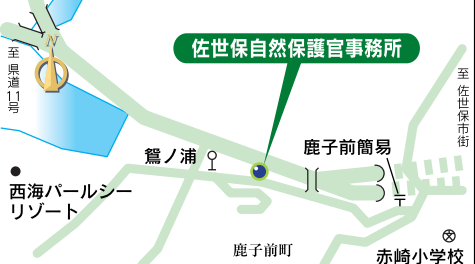 佐世保自然保護官事務所
N
至 県道11号
至 佐世保市街
鹿子前簡易
〒
鴛ノ浦
西海パールシー
リゾート
鹿子前町
文
赤崎小学校